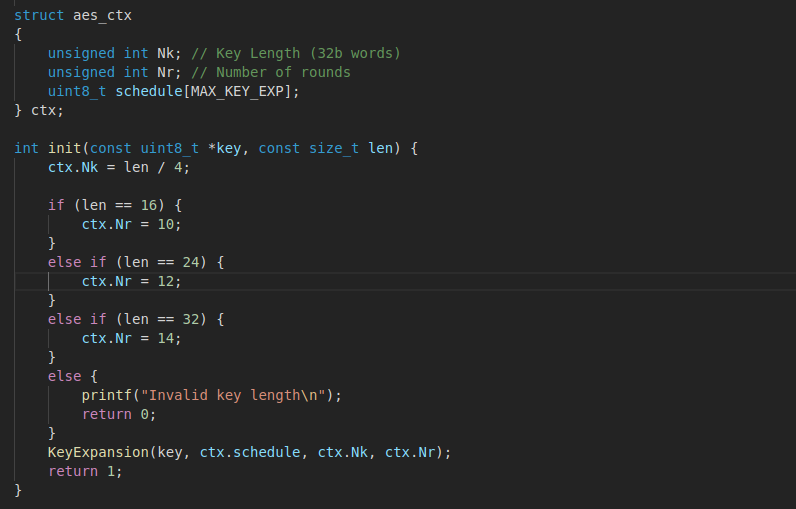 struct aes_ctx
{
    unsigned int Nk; // Key Length (32b words)
    unsigned int Nr; // Number of rounds
    uint8_t schedule[MAX_KEY_EXP];
} ctx;

int init(const uint8_t *key, const size_t len) {
    ctx.Nk = len / 4;

    if (len == 16) {
        ctx.Nr = 10;
    }
    else if (len == 24) {
        ctx.Nr = 12;
    }
    else if (len == 32) {
        ctx.Nr = 14;
    }
    else {
        printf("Invalid key length\n");
        return 0;
    }
    KeyExpansion(key, ctx.schedule, ctx.Nk, ctx.Nr);
    return 1;
}